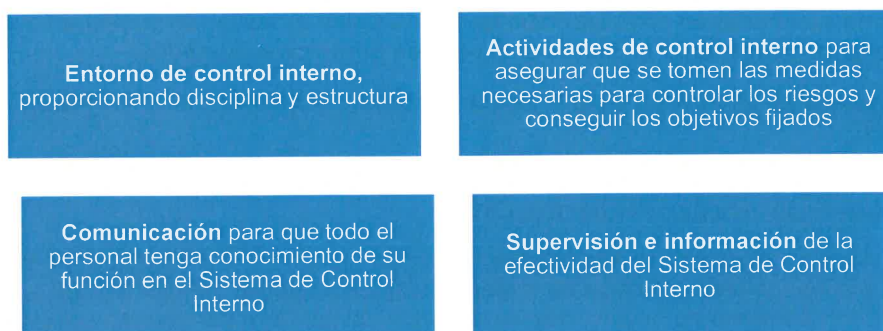 Entorno de control interno,
proporcionando disciplina y estructura
Actividades de control interno para
asegurar que se tomen las medidas
necesarias para controlar los riesgos y
conseguir los objetivos fijados
Comunicación para que todo el
personal tenga conocimiento de su
función en el Sistema de Control
Interno
Supervisión e información de la
efectividad del Sistema de Control
Interno